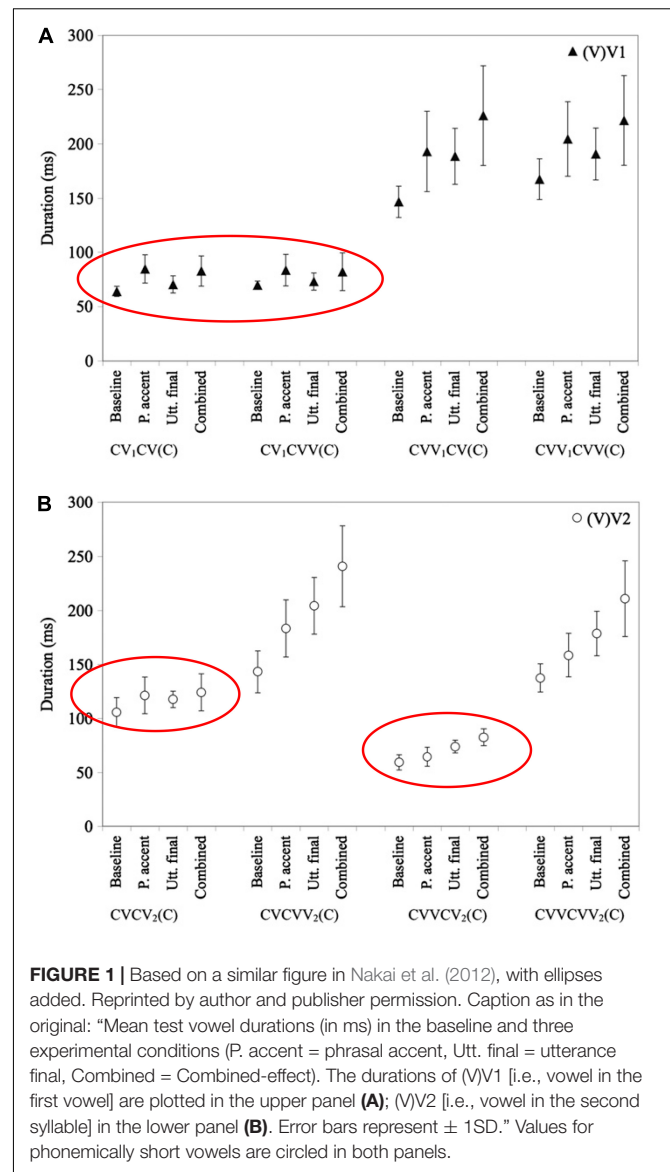 A
(V)V1
300
250
200
150
100
50
0
Duration (ms)
Baseline P. accent Utt. final Combined Baseline P. accent Utt. final Combined Baseline P. accent Utt. final Combined Baseline P. accent Utt. final Combined
CV₁CV(C) CV₁CVV(C) CVV₁CV(C) CVV₁CVV(C)
B
(V)V2
300
250
200
150
100
50
0
Duration (ms)
Baseline P. accent Utt. final Combined Baseline P. accent Utt. final Combined Baseline P. accent Utt. final Combined Baseline P. accent Utt. final Combined
CVCV₂(C) CVCVV₂(C) CVVCV₂(C) CVVCVV₂(C)
FIGURE 1 | Based on a similar figure in Nakai et al. (2012), with ellipses
added. Reprinted by author and publisher permission. Caption as in the
original: “Mean test vowel durations (in ms) in the baseline and three
experimental conditions (P. accent = phrasal accent, Utt. final = utterance
final, Combined = Combined-effect). The durations of (V)V1 [i.e., vowel in the
first vowel] are plotted in the upper panel (A); (V)V2 [i.e., vowel in the second
syllable] in the lower panel (B). Error bars represent ± 1SD.” Values for
phonemically short vowels are circled in both panels.